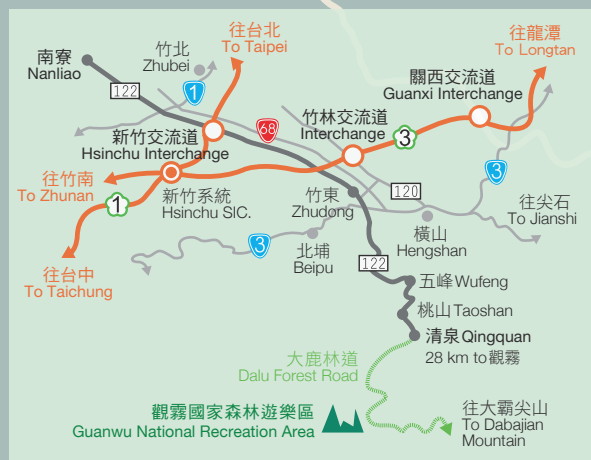 往台北
To Taipei
往龍潭
To Longtan
南寮
Nanliao
竹北
Zhubei
關西交流道
Guanxi Interchange
122
1
新竹交流道
Hsinchu Interchange
68
竹林交流道
Interchange
3
3
往竹南
To Zhunan
1
新竹系統
Hsinchu SIC.
竹東
Zhudong
120
往尖石
To Jianshi
橫山
Hengshan
3
北埔
Beipu
122
往台中
To Taichung
五峰 Wufeng
桃山 Taoshan
清泉 Qingquan
28 km to 觀霧
大鹿林道
Dalu Forest Road
觀霧國家森林遊樂區
Guanwu National Recreation Area
往大霸尖山
To Dabajian
Mountain